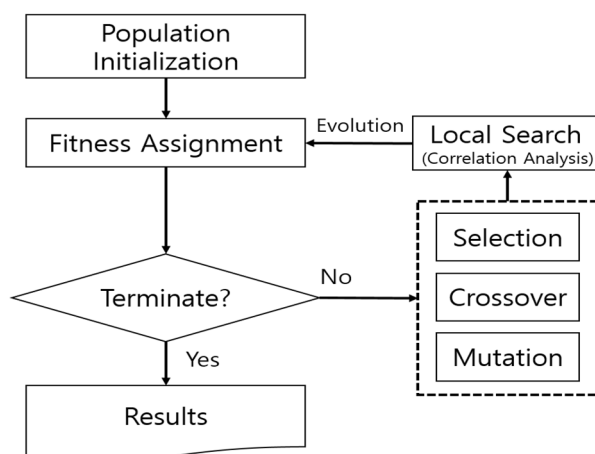 Population
Initialization
Fitness Assignment
Evolution
Local Search
(Correlation Analysis)
Terminate?
No
Selection
Crossover
Mutation
Yes
Results